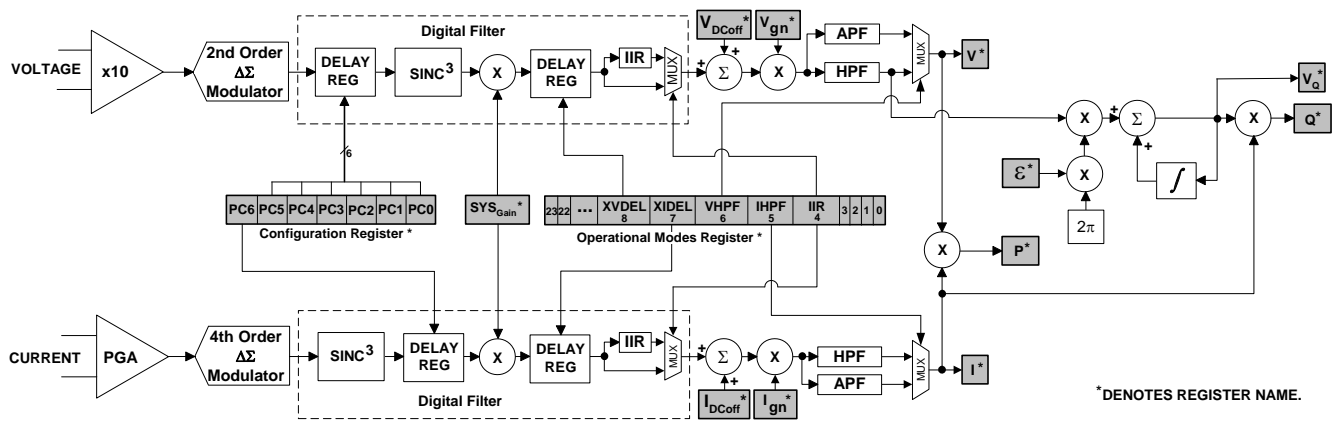 Digital Filter
VOLTAGE
x10
2nd Order
ΔΣ
Modulator
DELAY
REG
SINC3
X
DELAY
REG
IIR
MUX
+
Σ
+
VDCoff*
Vgn*
X
APF
HPF
MUX
V*
VQ*
X
+
Σ
+
X
Q*
ε*
X
∫
2π
6
PC6 PC5 PC4 PC3 PC2 PC1 PC0
Configuration Register *
SYSGain*
23 22 ... XVDEL XIDEL VHPF IHPF IIR 3 2 1 0
8 7 6 5 4
Operational Modes Register *
X
P*
CURRENT
PGA
4th Order
ΔΣ
Modulator
SINC3
DELAY
REG
X
DELAY
REG
IIR
MUX
+
Σ
+
X
HPF
APF
MUX
I*
IDCoff*
Ign*
Digital Filter
*DENOTES REGISTER NAME.